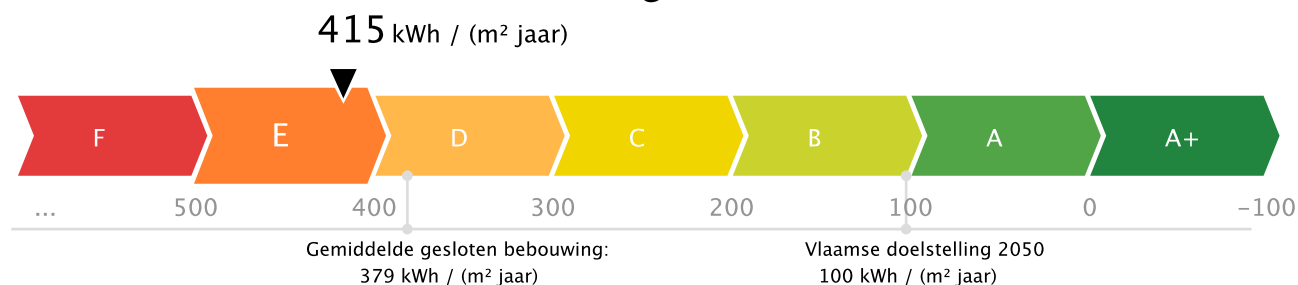 415 kWh / (m² jaar)
F E D C B A A+
... 500 400 300 200 100 0 -100
Gemiddelde gesloten bebouwing:
379 kWh / (m² jaar)
Vlaamse doelstelling 2050
100 kWh / (m² jaar)